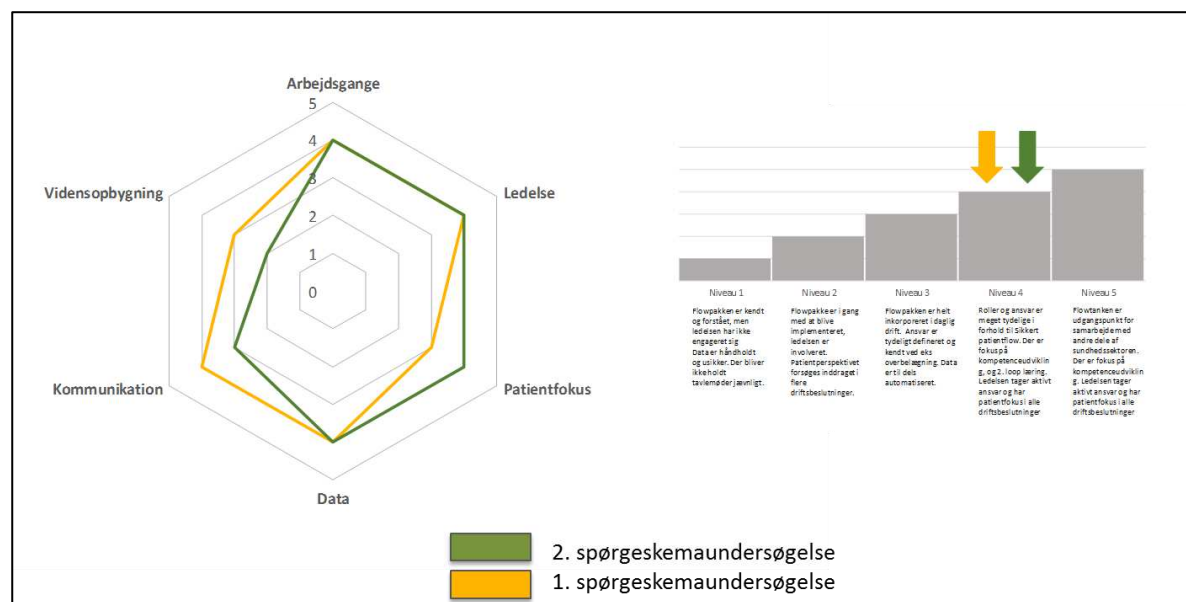 Arbejdsgange
5
4
3
2
1
0
Ledelse
Patientfokus
Data
Kommunikation
Vidensopbygning
Niveau 1
Flowpakken er kendt
og forstået, men
ledelsen har ikke
engageret sig
Data er håndholdt
og usikker. Der bliver
ikke holdt
tavlemøder jævnligt.
Niveau 2
Flowpakke er i gang
med at blive
implementeret,
ledelsen er
involveret.
Patientperspektivet
forsøges inddraget i
flere
driftsbeslutninger.
Niveau 3
Flowpakken er helt
inkorporeret i daglig
drift. Ansvar er
tydeligt defineret og
kendt ved eks
overbelægning. Data
er til dels
automatiseret.
Niveau 4
Roller og ansvar er
meget tydelige i
forhold til Sikkert
patientflow. Der er
fokus på
kompetenceudviklin
g, og 2. loop læring.
Ledelsen tager aktivt
ansvar og har
patientfokus i alle
driftsbeslutninger
Niveau 5
Flowtanken er
udgangspunkt for
samarbejde med
andre dele af
sundhedssektoren.
Der er fokus på
kompetenceudviklin
g. Ledelsen tager
aktivt ansvar og har
patientfokus i alle
driftsbeslutninger
2. spørgeskemaundersøgelse
1. spørgeskemaundersøgelse